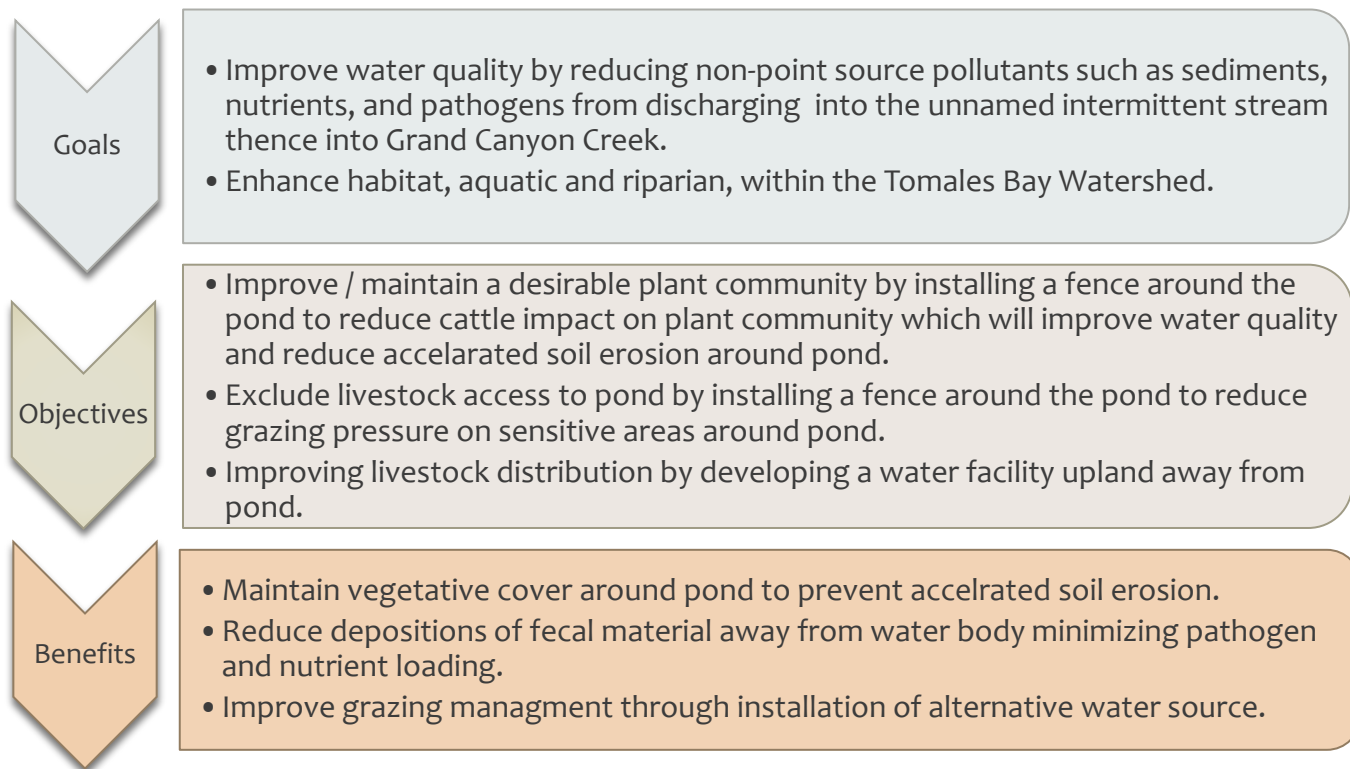 Goals
• Improve water quality by reducing non-point source pollutants such as sediments,
nutrients, and pathogens from discharging  into the unnamed intermittent stream
thence into Grand Canyon Creek.
• Enhance habitat, aquatic and riparian, within the Tomales Bay Watershed.
Objectives
• Improve / maintain a desirable plant community by installing a fence around the
pond to reduce cattle impact on plant community which will improve water quality
and reduce accelarated soil erosion around pond.
• Exclude livestock access to pond by installing a fence around the pond to reduce
grazing pressure on sensitive areas around pond.
• Improving livestock distribution by developing a water facility upland away from
pond.
Benefits
• Maintain vegetative cover around pond to prevent accelrated soil erosion.
• Reduce depositions of fecal material away from water body minimizing pathogen
and nutrient loading.
• Improve grazing managment through installation of alternative water source.